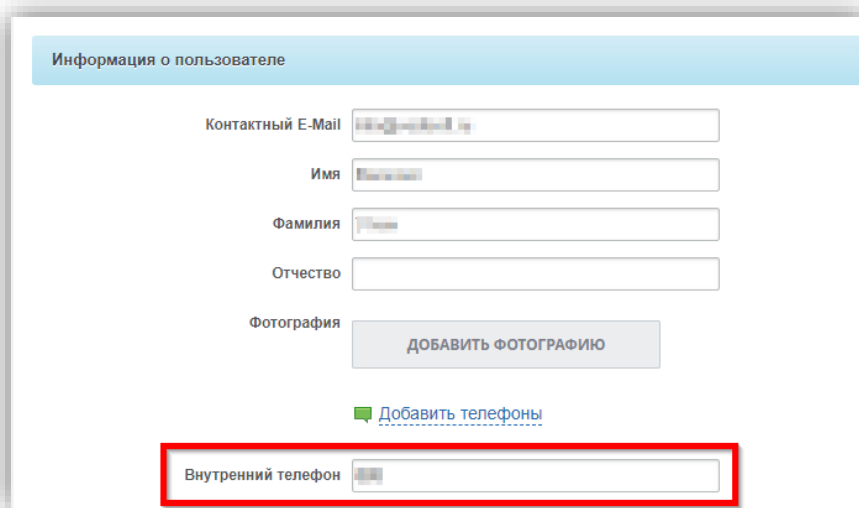 Информация о пользователе
Контактный E-Mail
Имя
Фамилия
Отчество
Фотография
ДОБАВИТЬ ФОТОГРАФИЮ
Добавить телефоны
Внутренний телефон